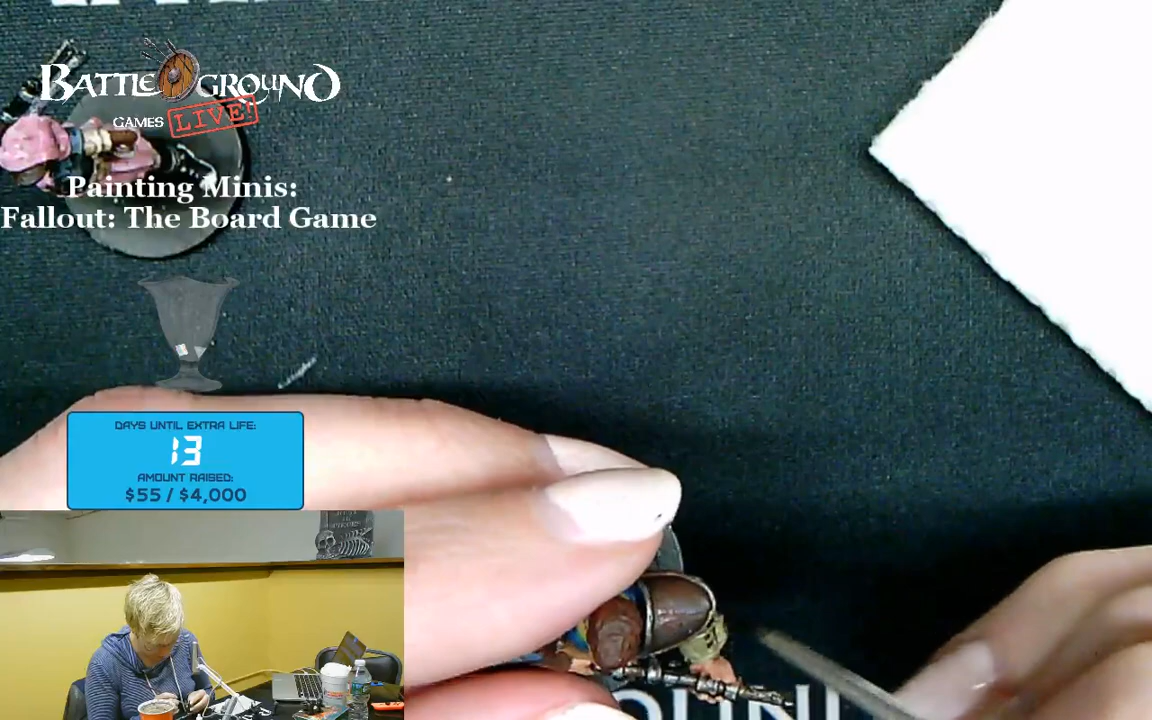 BATTLEGROUND
GAMES LIVE!
Painting Minis:
Fallout: The Board Game
DAYS UNTIL EXTRA LIFE:
13
AMOUNT RAISED:
$55 / $4,000